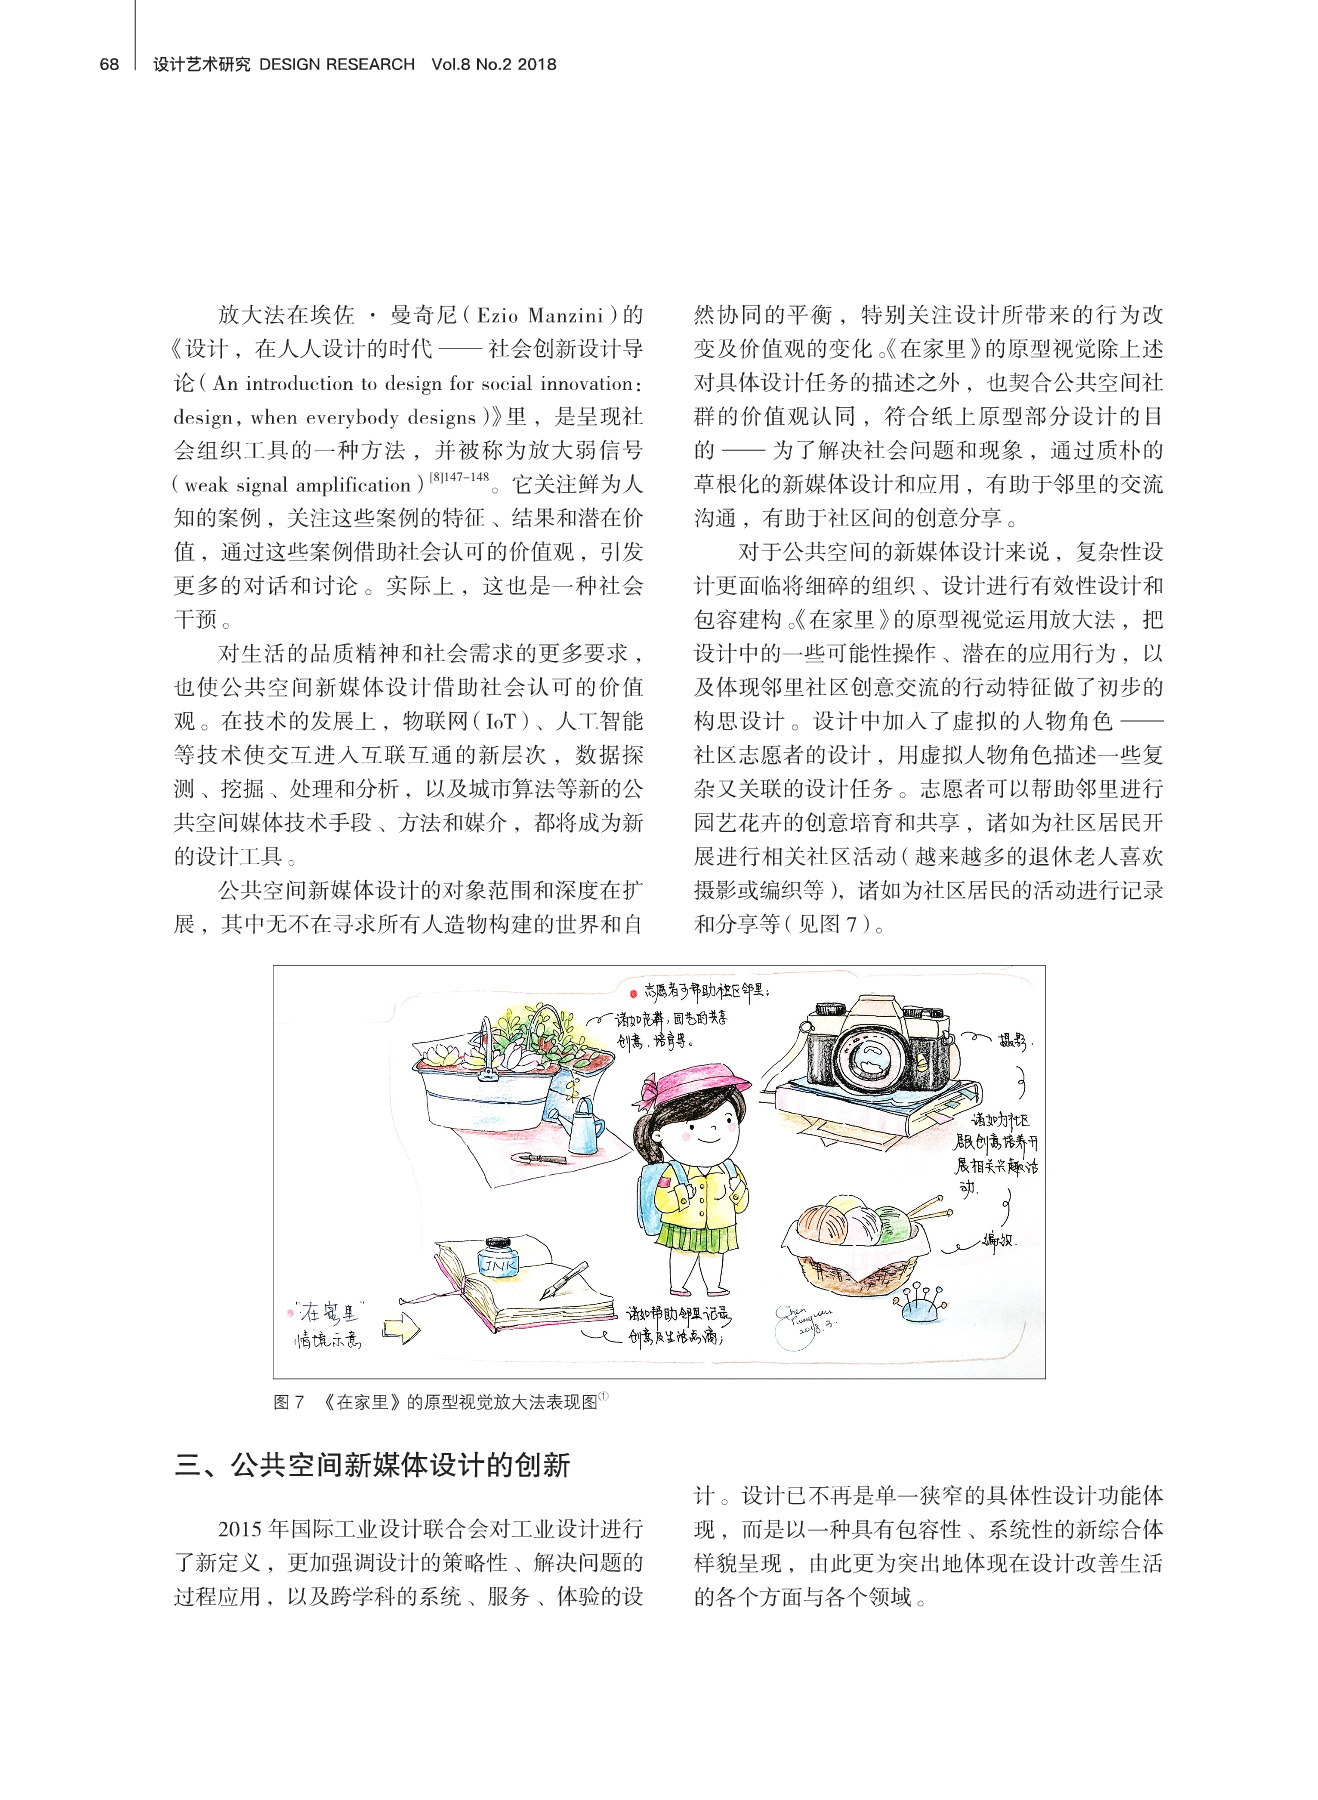 68 设计艺术研究 DESIGN RESEARCH Vol.8 No.2 2018
放大法在埃佐 · 曼奇尼（Ezio Manzini）的
《设计，在人人设计的时代 —— 社会创新设计导
论（An introduction to design for social innovation:
design, when everybody designs）》里，是呈现社
会组织工具的一种方法，并被称为放大弱信号
（weak signal amplification）[8]147-148。它关注鲜为人
知的案例，关注这些案例的特征、结果和潜在价
值，通过这些案例借助社会认可的价值观，引发
更多的对话和讨论。实际上，这也是一种社会
干预。
对生活的品质精神和社会需求的更多要求，
也使公共空间新媒体设计借助社会认可的价值
观。在技术的发展上，物联网（IoT）、人工智能
等技术使交互进入互联互通的新层次，数据探
测、挖掘、处理和分析，以及城市算法等新的公
共空间媒体技术手段、方法和媒介，都将成为新
的设计工具。
公共空间新媒体设计的对象范围和深度在扩
展，其中无不在寻求所有人造物构建的世界和自
然协同的平衡，特别关注设计所带来的行为改
变及价值观的变化。《在家里》的原型视觉除上述
对具体设计任务的描述之外，也契合公共空间社
群的价值观认同，符合纸上原型部分设计的目
的 —— 为了解决社会问题和现象，通过质朴的
草根化的新媒体设计和应用，有助于邻里的交流
沟通，有助于社区间的创意分享。
对于公共空间的新媒体设计来说，复杂性设
计更面临将细碎的组织、设计进行有效性设计和
包容建构。《在家里》的原型视觉运用放大法，把
设计中的一些可能性操作、潜在的应用行为，以
及体现邻里社区创意交流的行动特征做了初步的
构思设计。设计中加入了虚拟的人物角色 ——
社区志愿者的设计，用虚拟人物角色描述一些复
杂又关联的设计任务。志愿者可以帮助邻里进行
园艺花卉的创意培育和共享，诸如为社区居民开
展进行相关社区活动（越来越多的退休老人喜欢
摄影或编织等），诸如为社区居民的活动进行记录
和分享等（见图 7）。
志愿者可帮助社区邻里；
诸如花卉，园艺的共享
创意、培育等。
摄影.
诸如为社区
居民创意培养开
展相关兴趣活
动.
编织.
JNK
"在家里"
情境示意
诸如帮助邻里记录
创意及生活点滴；
Chen
2018.3.
图 7 《在家里》的原型视觉放大法表现图①
三、公共空间新媒体设计的创新
2015 年国际工业设计联合会对工业设计进行
了新定义，更加强调设计的策略性、解决问题的
过程应用，以及跨学科的系统、服务、体验的设
计。设计已不再是单一狭窄的具体性设计功能体
现，而是以一种具有包容性、系统性的新综合体
样貌呈现，由此更为突出地体现在设计改善生活
的各个方面与各个领域。